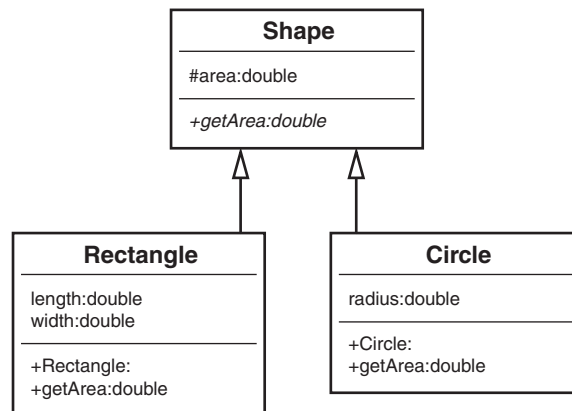 Shape
#area:double
+getArea:double
Rectangle
length:double
width:double
+Rectangle:
+getArea:double
Circle
radius:double
+Circle:
+getArea:double